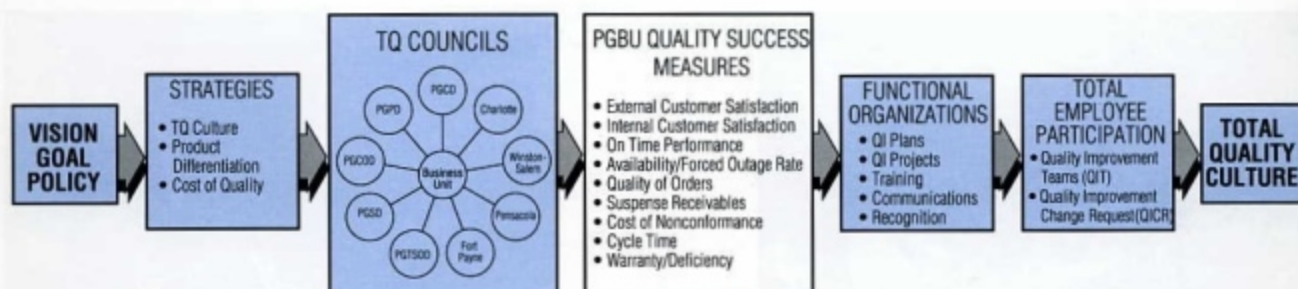 VISION
GOAL
POLICY
STRATEGIES
• TQ Culture
• Product
Differentiation
• Cost of Quality
TQ COUNCILS
PGCD
Charlotte
Winston-
Salem
Pensacola
Fort
Payne
PGTSOD
PGSD
PGCOD
PGPD
Business
Unit
PGBU QUALITY SUCCESS
MEASURES
• External Customer Satisfaction
• Internal Customer Satisfaction
• On Time Performance
• Availability/Forced Outage Rate
• Quality of Orders
• Suspense Receivables
• Cost of Nonconformance
• Cycle Time
• Warranty/Deficiency
FUNCTIONAL
ORGANIZATIONS
• QI Plans
• QI Projects
• Training
• Communications
• Recognition
TOTAL
EMPLOYEE
PARTICIPATION
• Quality Improvement
Teams (QIT)
• Quality Improvement
Change Request(QICR)
TOTAL
QUALITY
CULTURE